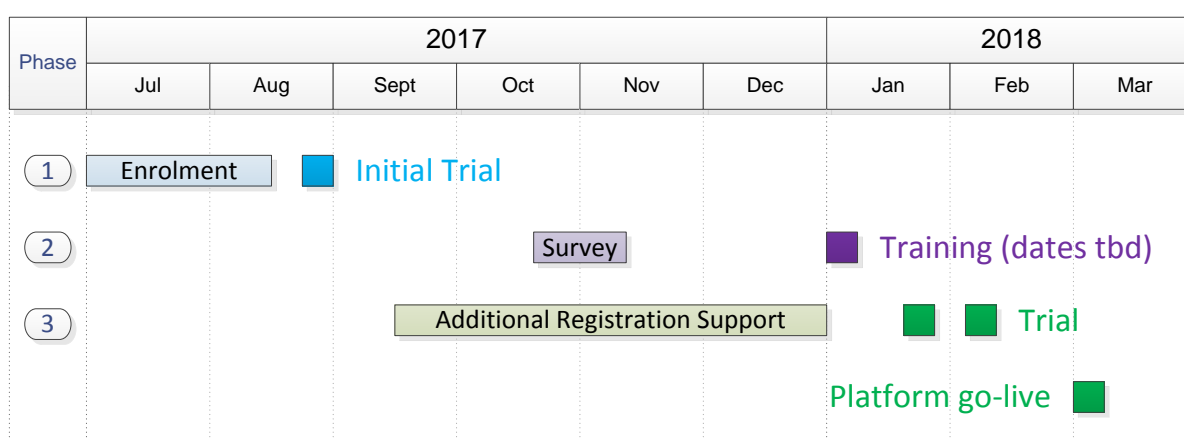 Phase 2017 2018
Jul Aug Sept Oct Nov Dec Jan Feb Mar
1 Enrolment Initial Trial
2 Survey Training (dates tbd)
3 Additional Registration Support Trial
Platform go-live